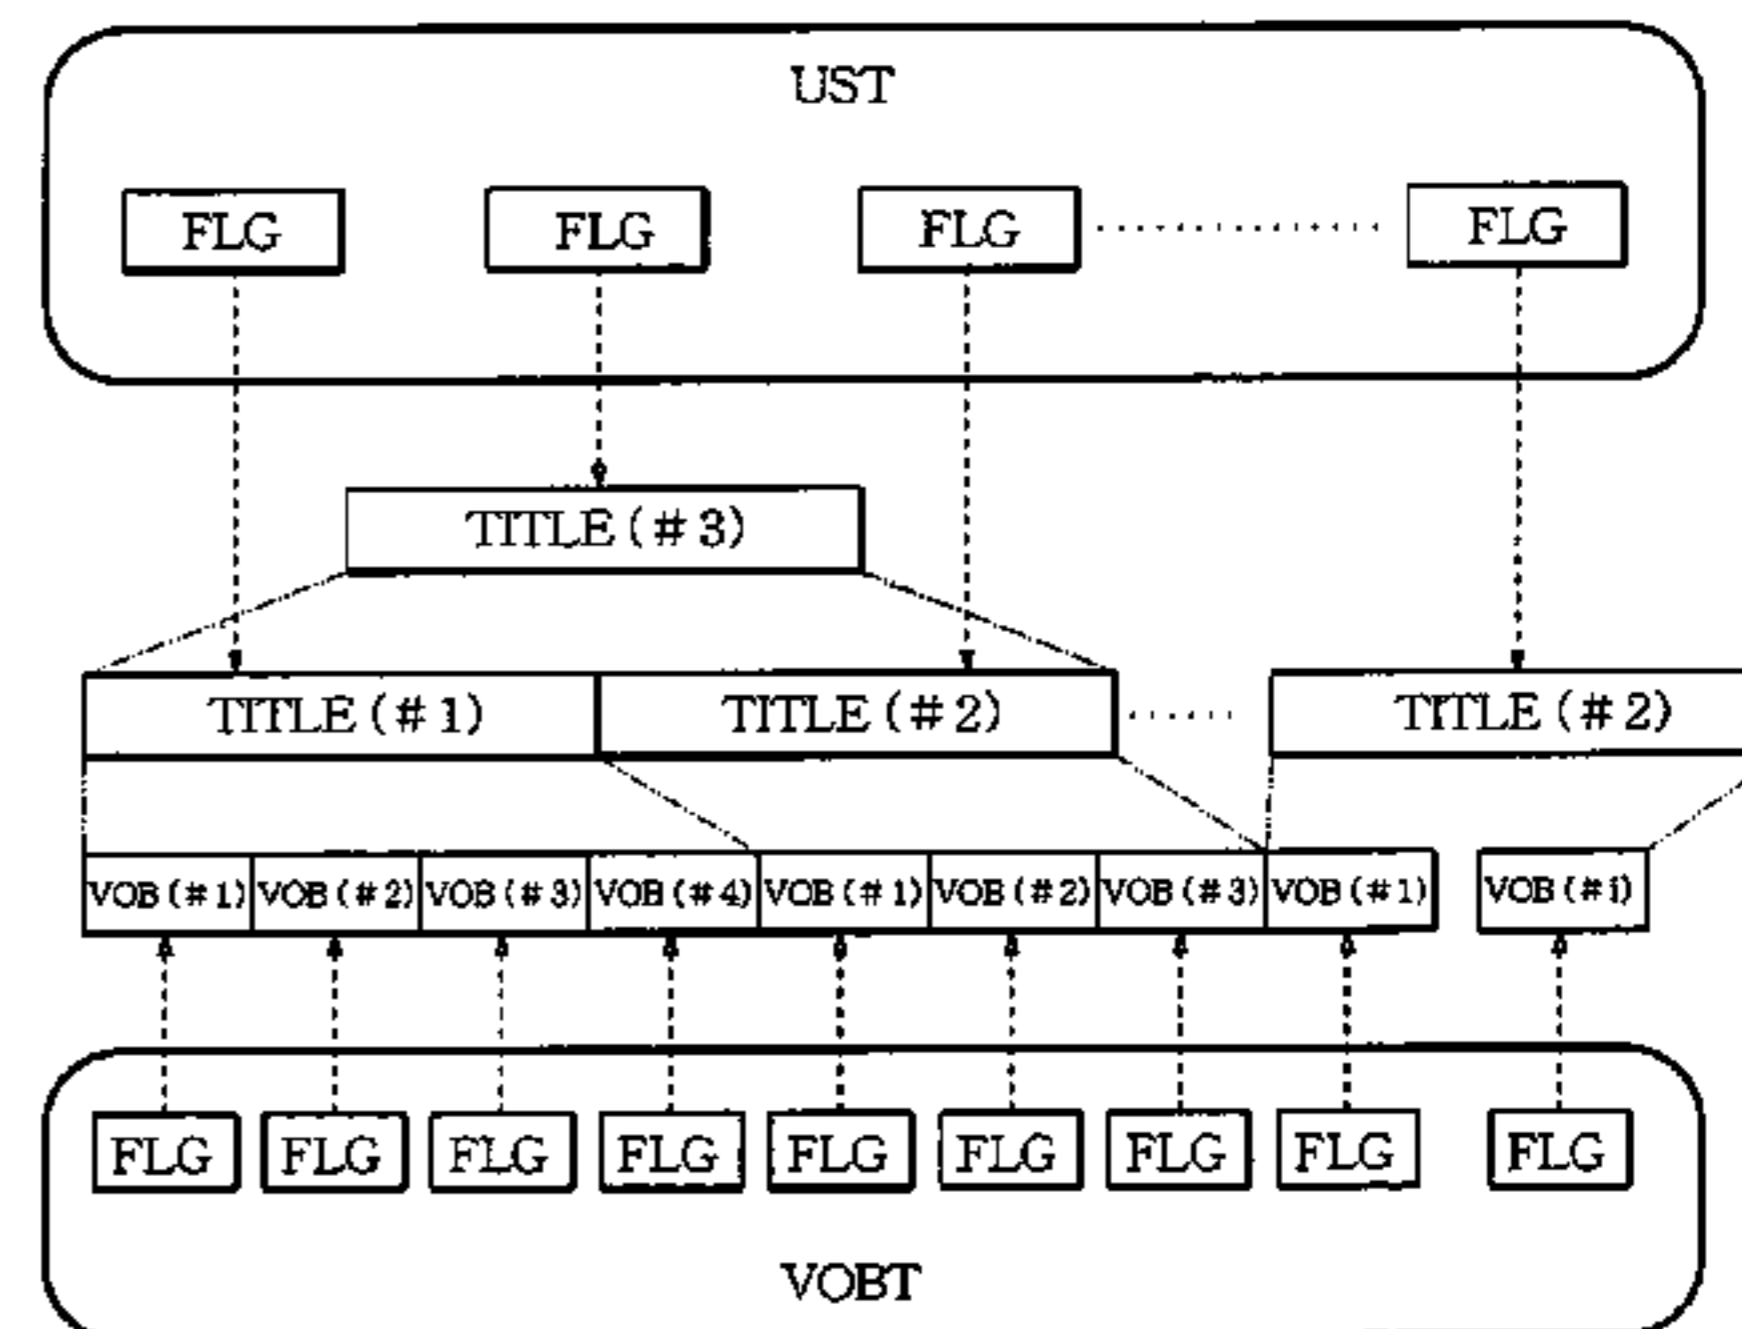 UST
FLG FLG FLG FLG
TITLE (#3)
TITLE (#1) TITLE (#2) TITLE (#2)
VOB (#1) VOB (#2) VOB (#3) VOB (#4) VOB (#1) VOB (#2) VOB (#3) VOB (#1) VOB (#i)
FLG FLG FLG FLG FLG FLG FLG FLG FLG
VOBT